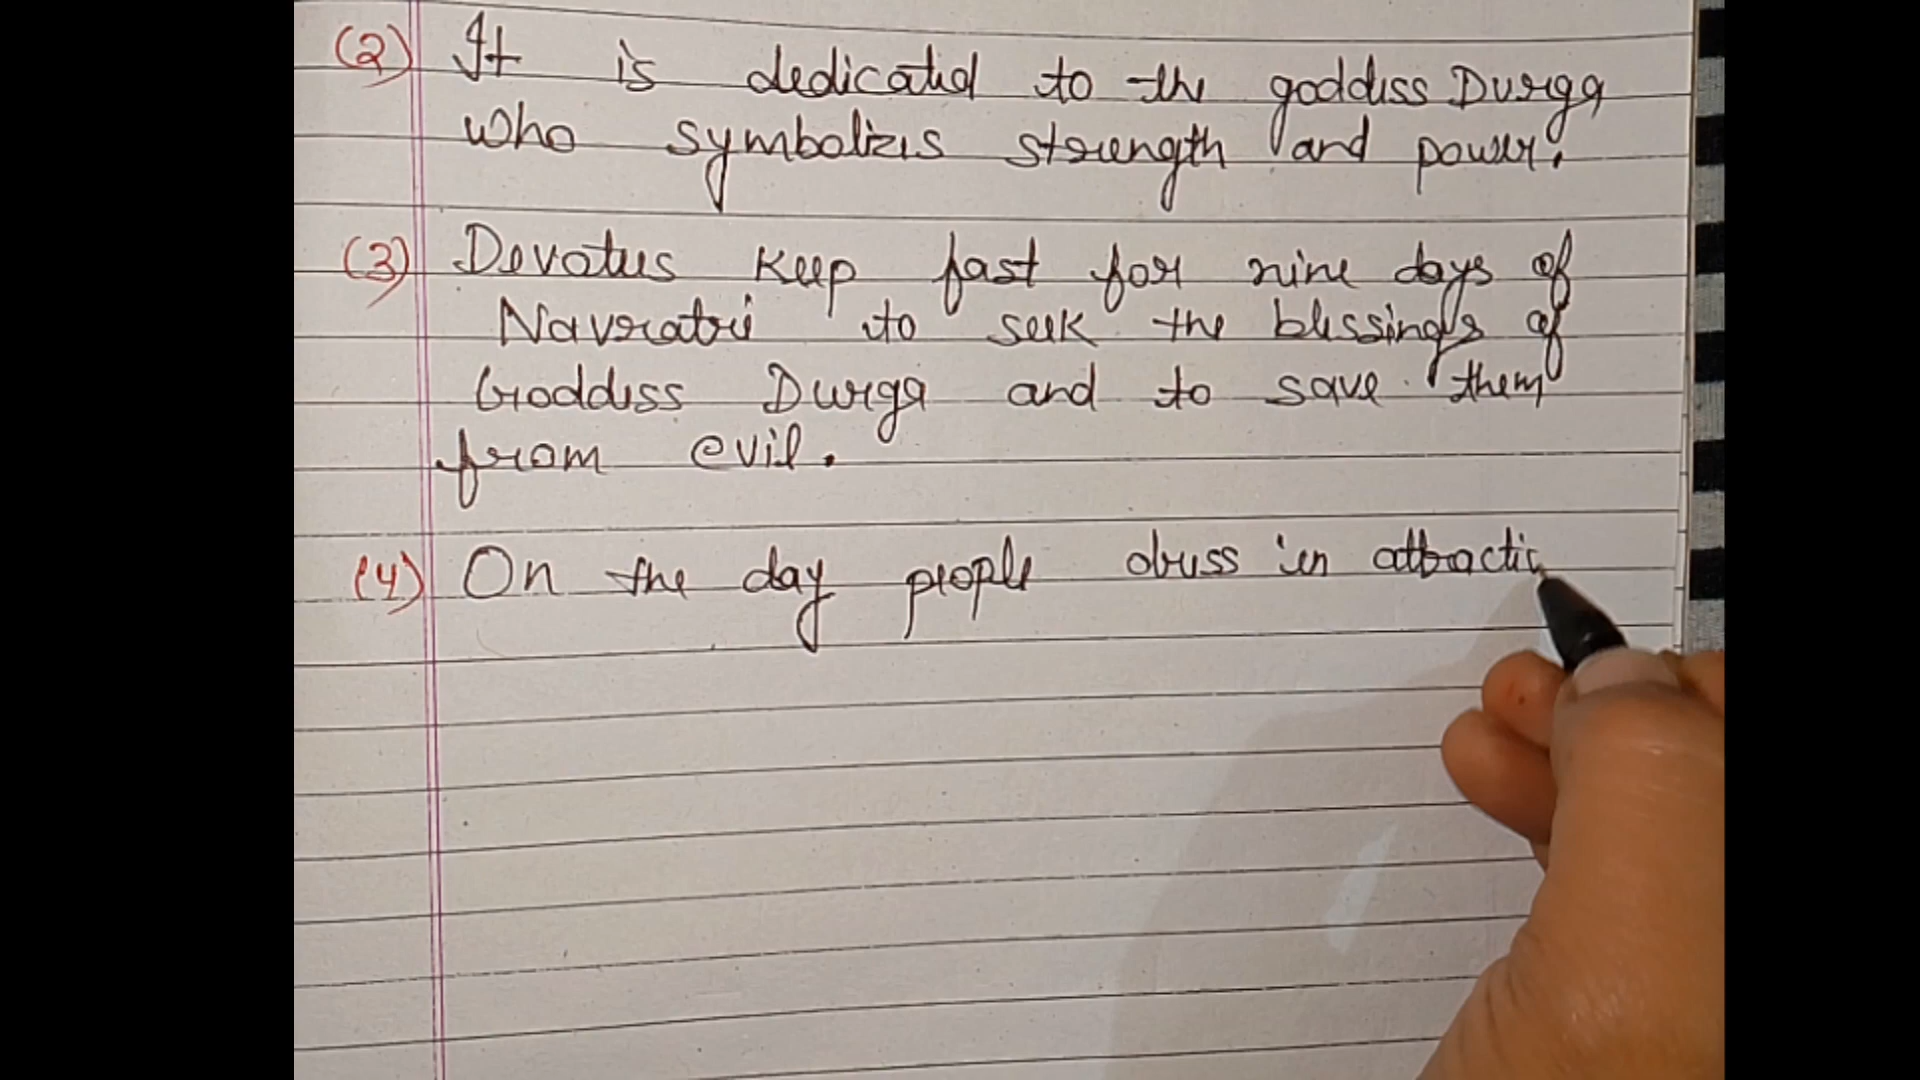 (2) It is dedicated to the goddess Durga
who symbolizes strength and power.
(3) Devotees keep fast for nine days of
Navratri to seek the blessings of
Goddess Durga and to save them
from evil.
(4) On the day people dress in attracti